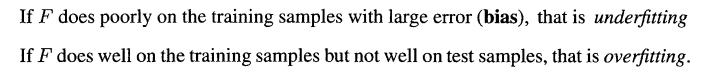 If F does poorly on the training samples with large error (bias), that is underfitting
If F does well on the training samples but not well on test samples, that is overfitting.